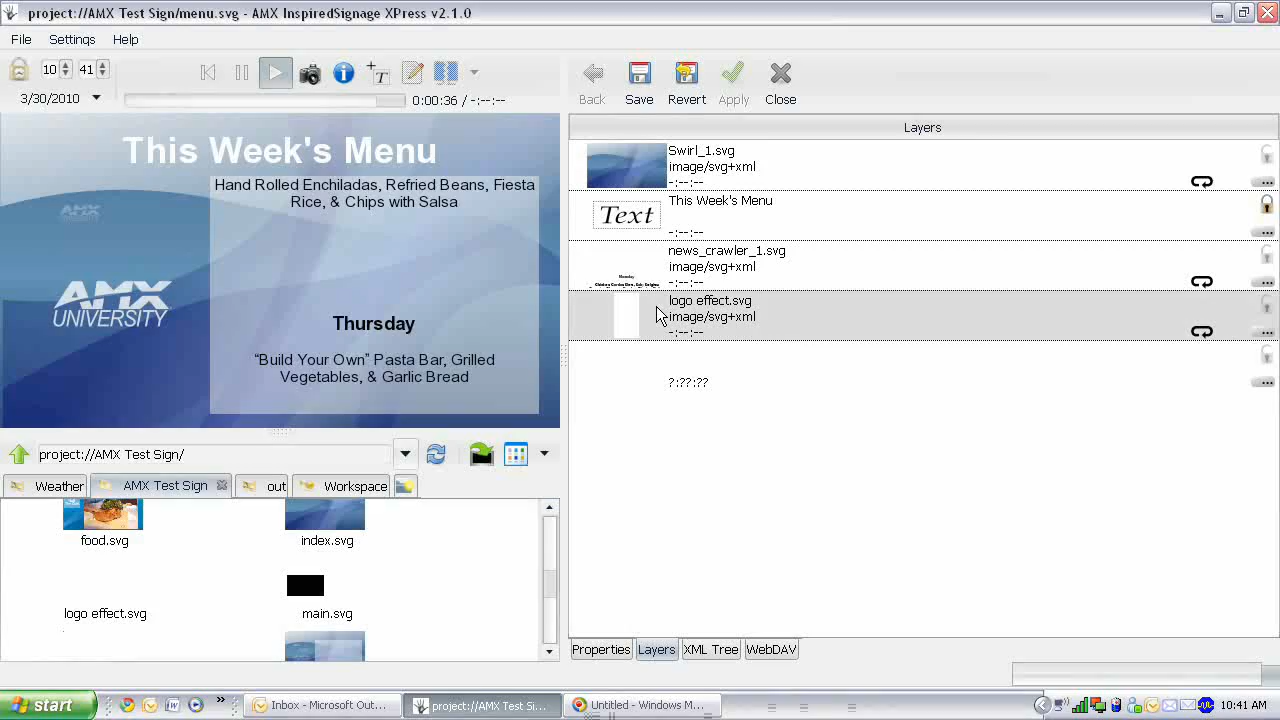 project://AMX Test Sign/menu.svg - AMX InspiredSignage XPress v2.1.0
File Settings Help
10 41
3/30/2010
0:00:36 / -:--:--
Back Save Revert Apply Close
This Week's Menu
Hand Rolled Enchiladas, Refried Beans, Fiesta
Rice, & Chips with Salsa
AMX
AMX
UNIVERSITY
Thursday
“Build Your Own” Pasta Bar, Grilled
Vegetables, & Garlic Bread
Layers
Swirl_1.svg
image/svg+xml
-:--:--
Text
This Week's Menu
-:--:--
Monday
news_crawler_1.svg
image/svg+xml
-:--:--
logo effect.svg
image/svg+xml
-:--:--
?:??:??
project://AMX Test Sign/
Weather AMX Test Sign out Workspace
food.svg index.svg
logo effect.svg main.svg
Properties Layers XML Tree WebDAV
start
Inbox - Microsoft Out...
project://AMX Test Si...
Untitled - Windows M...
10:41 AM